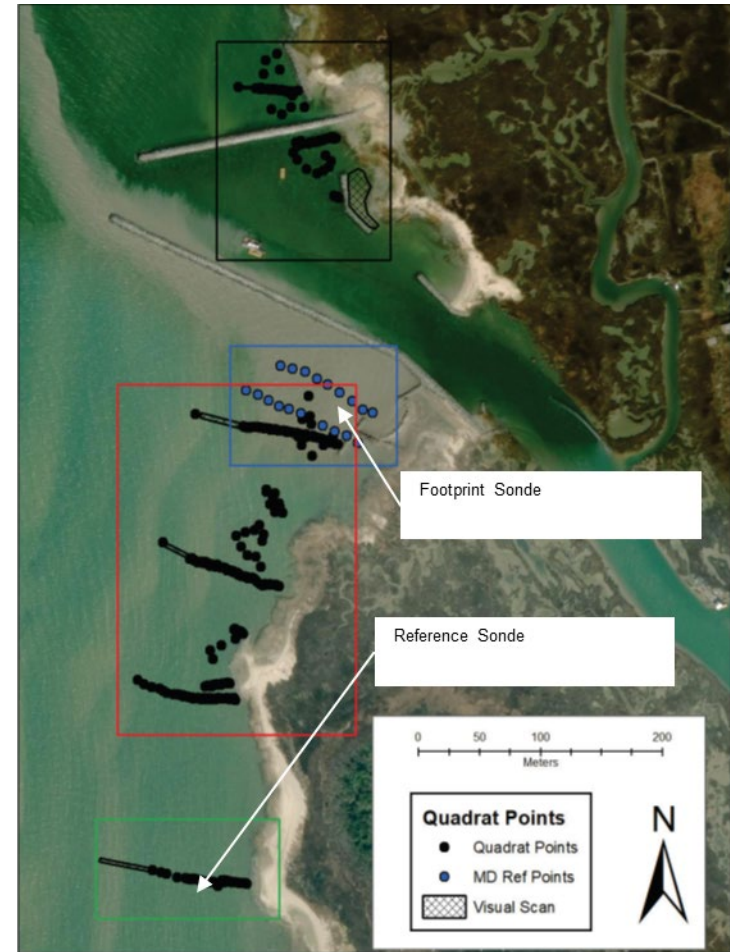 Footprint Sonde
Reference Sonde
0 50 100 200
Meters
Quadrat Points
Quadrat Points
MD Ref Points
Visual Scan
N